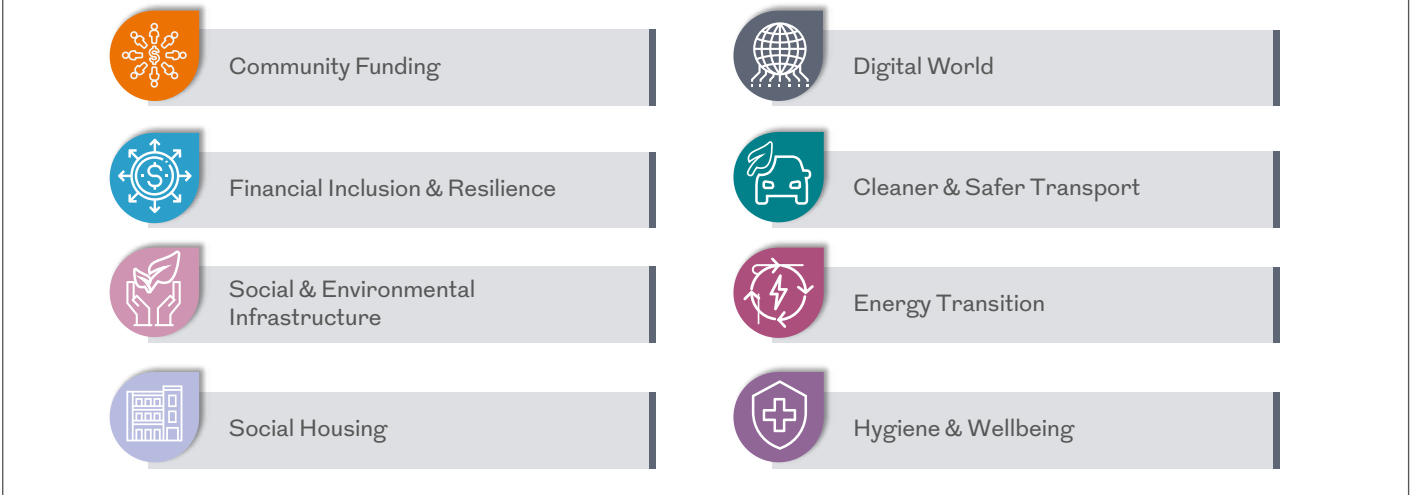 Community Funding
Financial Inclusion & Resilience
Social & Environmental
Infrastructure
Social Housing
Digital World
Cleaner & Safer Transport
Energy Transition
Hygiene & Wellbeing